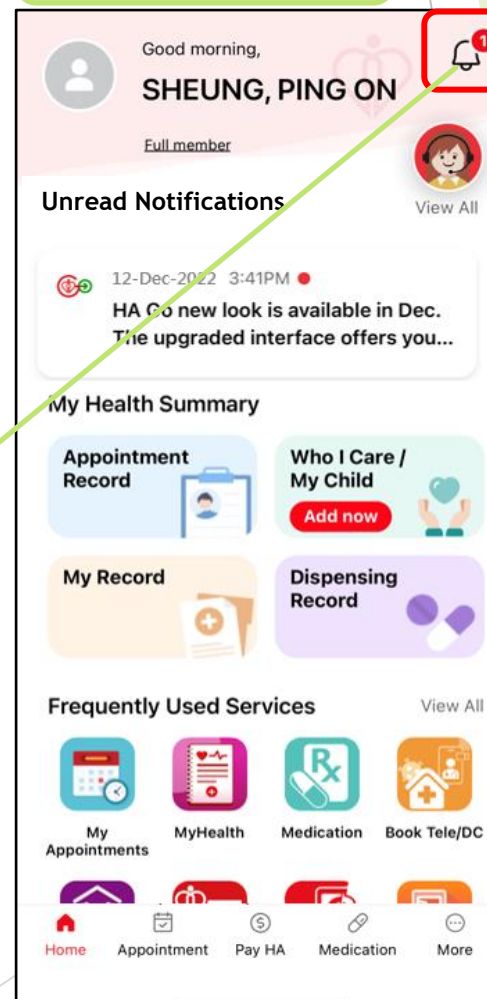 Good morning,
1
SHEUNG, PING ON
Full member
Unread Notifications
View All
12-Dec-2022 3:41PM
HA Go new look is available in Dec.
The upgraded interface offers you...
My Health Summary
Appointment
Record
Who I Care /
My Child
Add now
My Record
Dispensing
Record
Frequently Used Services
View All
Rx
My
Appointments
MyHealth
Medication
Book Tele/DC
Home
Appointment
Pay HA
Medication
More